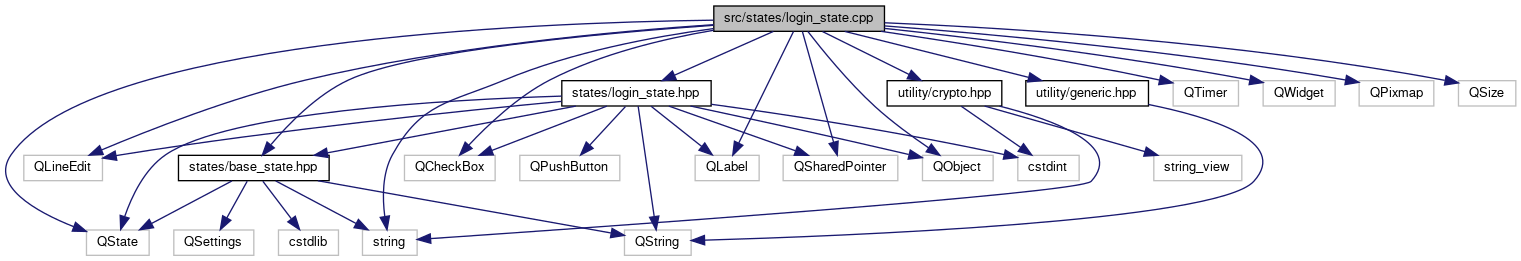 src/states/login_state.cpp
states/login_state.hpp
utility/crypto.hpp
utility/generic.hpp
QTimer
QWidget
QPixmap
QSize
QLineEdit
states/base_state.hpp
QCheckBox
QPushButton
QLabel
QSharedPointer
QObject
cstdint
string_view
QState
QSettings
cstdlib
string
QString